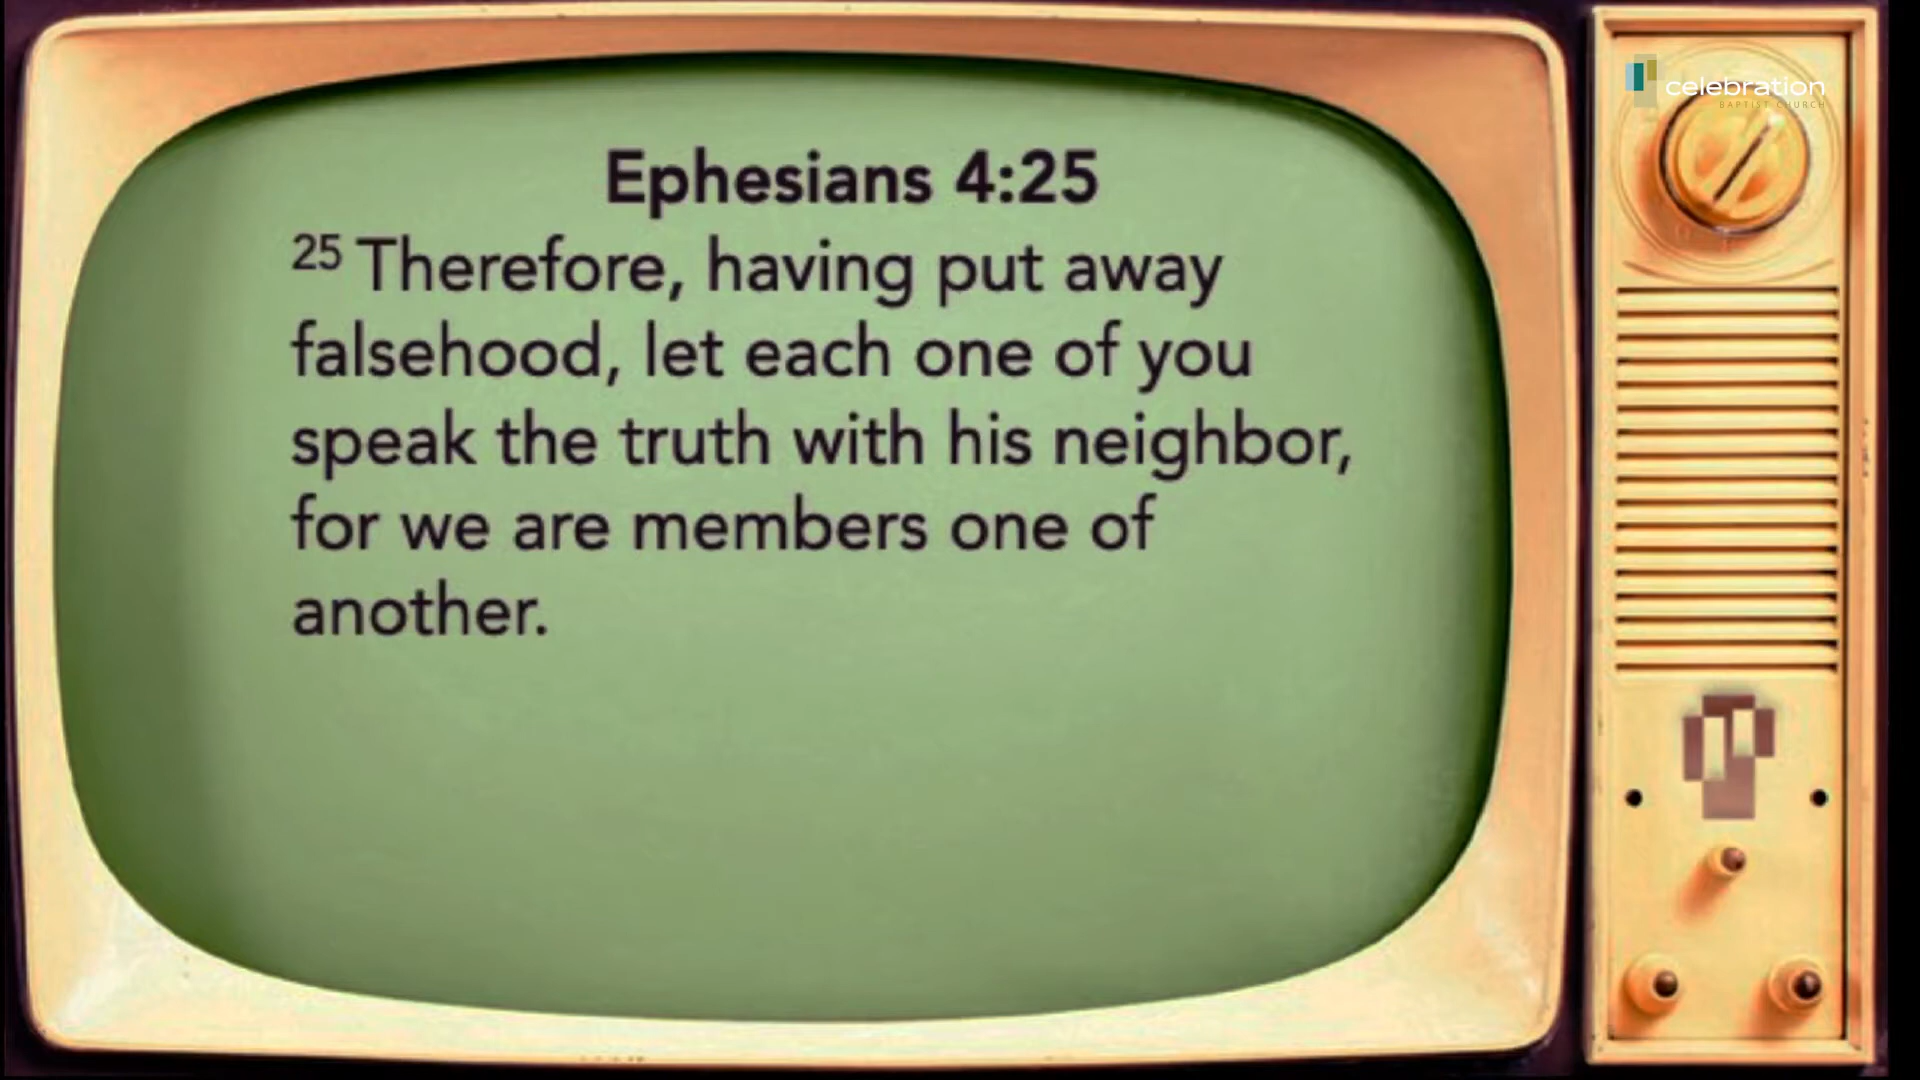 celebration
BAPTIST CHURCH
Ephesians 4:25
25 Therefore, having put away
falsehood, let each one of you
speak the truth with his neighbor,
for we are members one of
another.